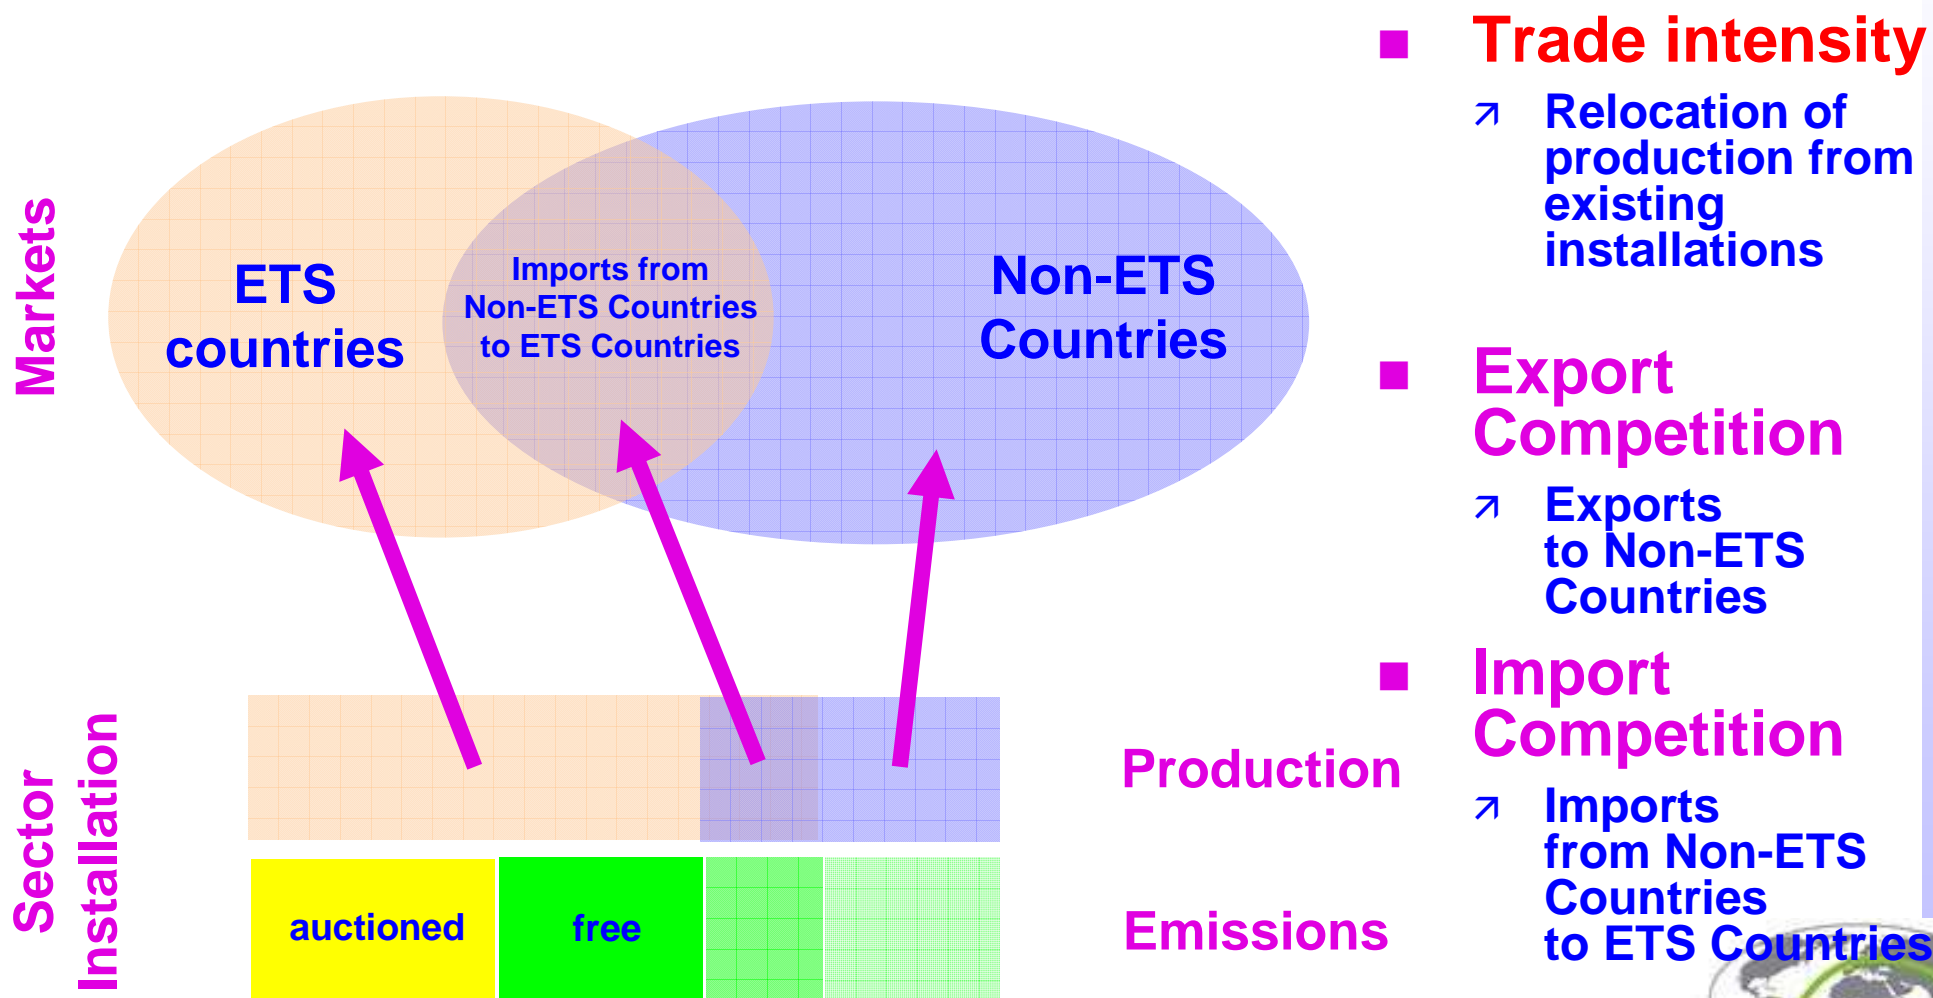 Markets
ETS
countries
Imports from
Non-ETS Countries
to ETS Countries
Non-ETS
Countries
Sector
Installation
auctioned
free
Production
Emissions
Trade intensity
Relocation of
production from
existing
installations
Export
Competition
Exports
to Non-ETS
Countries
Import
Competition
Imports
from Non-ETS
Countries
to ETS Countries